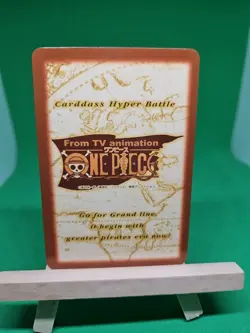 Carddass Hyper Battle
From TV animation
ワンピース
ONE PIECE
Go for Grand line,
it begin with
greater pirates era now!